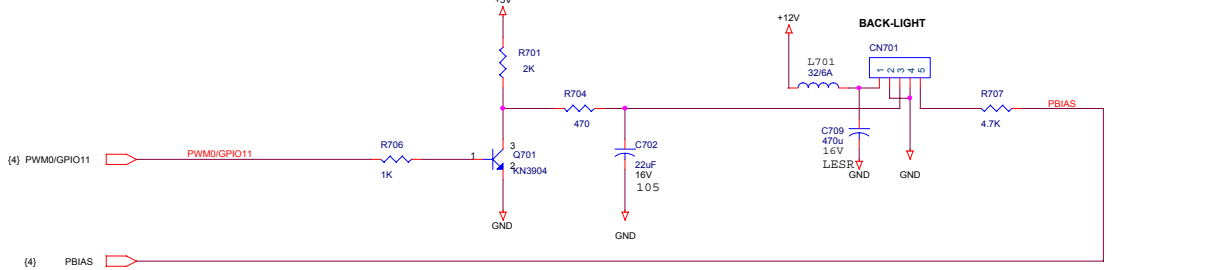 +12V
BACK-LIGHT
CN701
R701
2K
L701
32/6A
1 2 3 4 5
R704
470
R707
4.7K
PBIAS
C709
470u
16V
LESR
GND
GND
{4} PWM0/GPIO11
PWM0/GPIO11
R706
1K
1
3
2
Q701
KN3904
C702
22uF
16V
105
GND
GND
{4} PBIAS